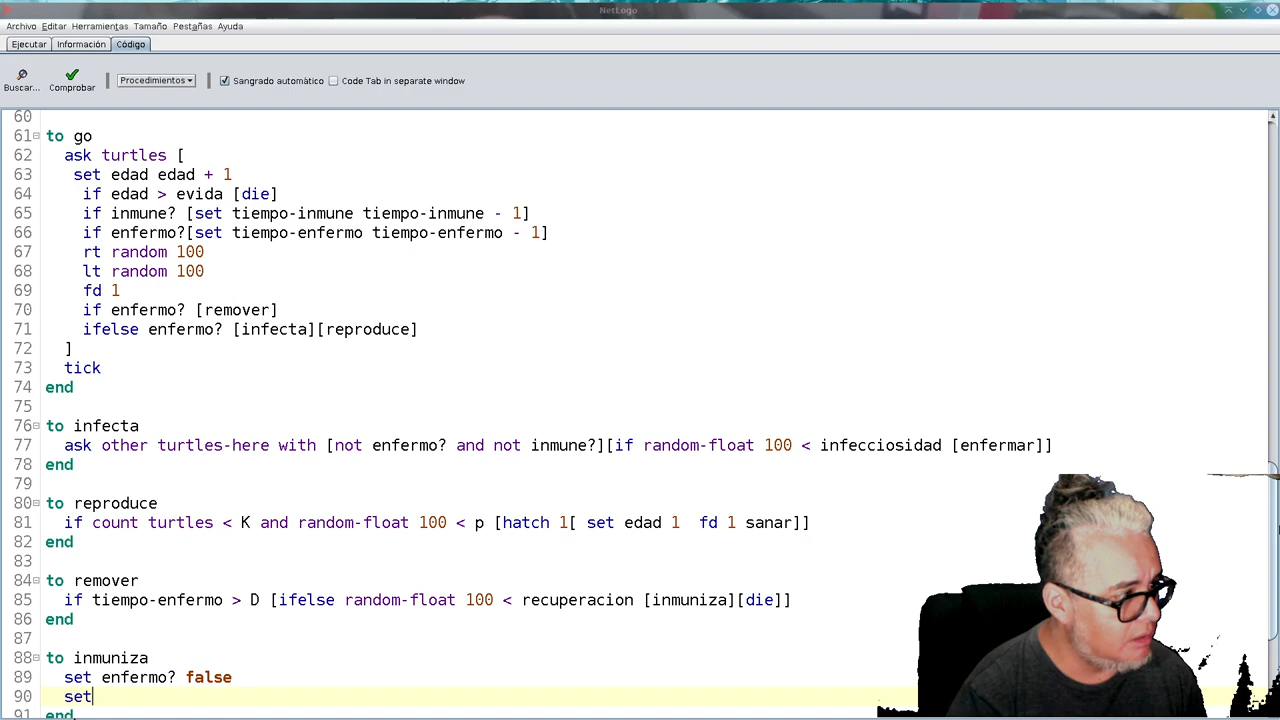 NetLogo
Archivo Editar Herramientas Tamaño Pestañas Ayuda
Ejecutar Información Código
Buscar... Comprobar Procedimientos Sangrado automático Code Tab in separate window
60
61 to go
62 ask turtles [
63 set edad edad + 1
64 if edad > evida [die]
65 if inmune? [set tiempo-inmune tiempo-inmune - 1]
66 if enfermo?[set tiempo-enfermo tiempo-enfermo - 1]
67 rt random 100
68 lt random 100
69 fd 1
70 if enfermo? [remover]
71 ifelse enfermo? [infecta][reproduce]
72 ]
73 tick
74 end
75
76 to infecta
77 ask other turtles-here with [not enfermo? and not inmune?][if random-float 100 < infecciosidad [enfermar]]
78 end
79
80 to reproduce
81 if count turtles < K and random-float 100 < p [hatch 1[ set edad 1 fd 1 sanar]]
82 end
83
84 to remover
85 if tiempo-enfermo > D [ifelse random-float 100 < recuperacion [inmuniza][die]]
86 end
87
88 to inmuniza
89 set enfermo? false
90 set
91 end